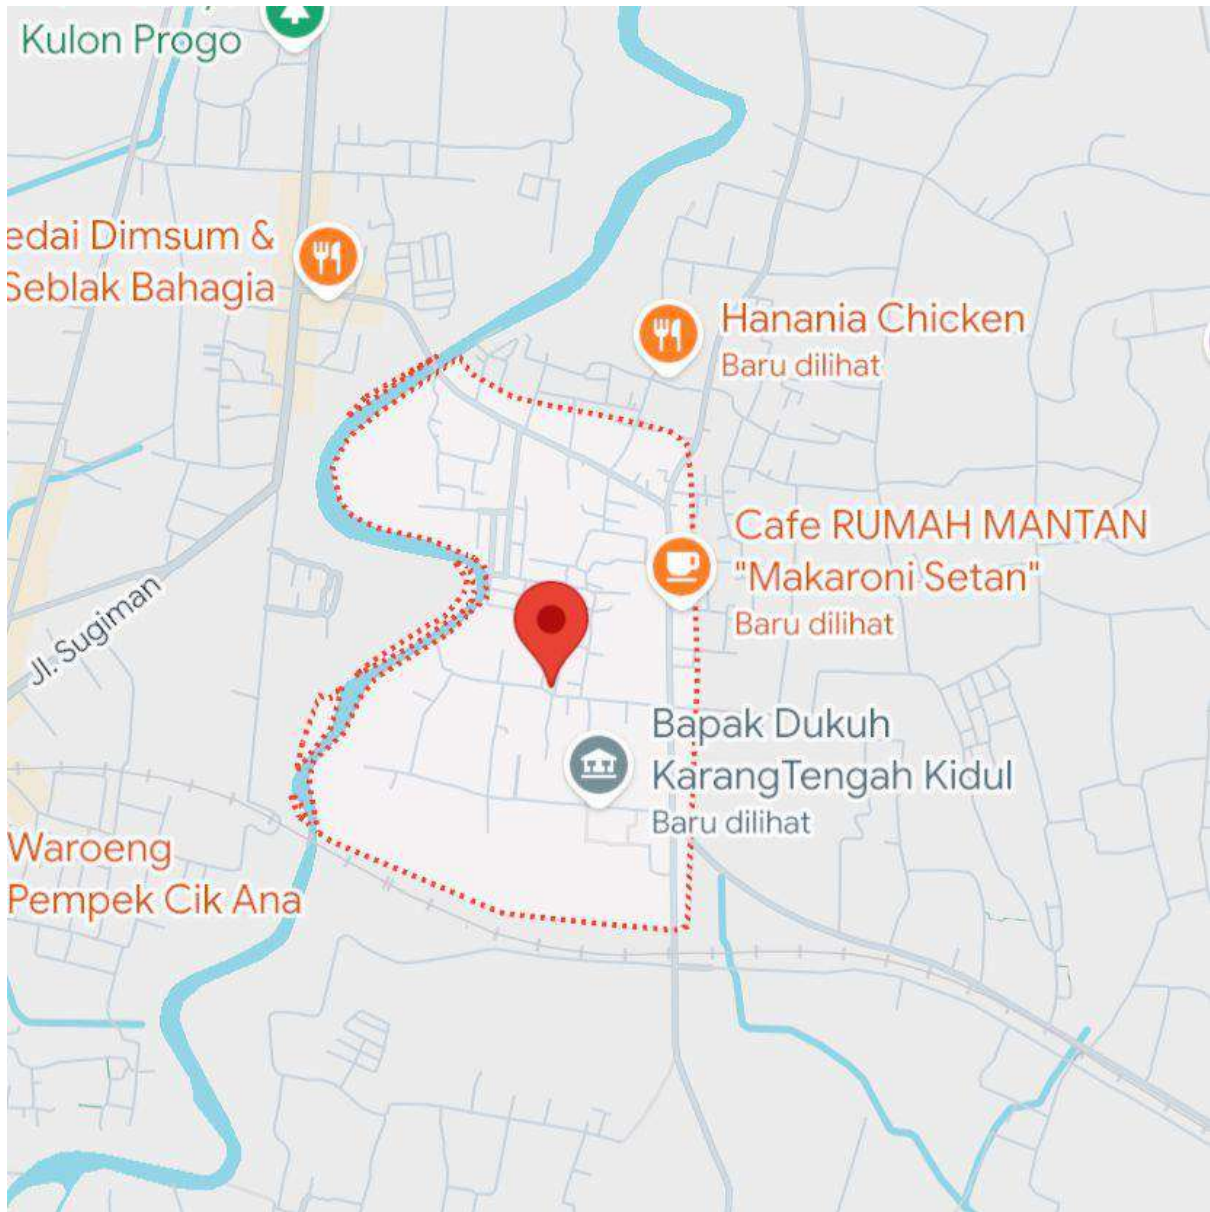 Kulon Progo
edai Dimsum &
Seblak Bahagia
Hanania Chicken
Baru dilihat
Cafe RUMAH MANTAN
"Makaroni Setan"
Baru dilihat
Jl. Sugiman
Bapak Dukuh
KarangTengah Kidul
Baru dilihat
Waroeng
Pempek Cik Ana